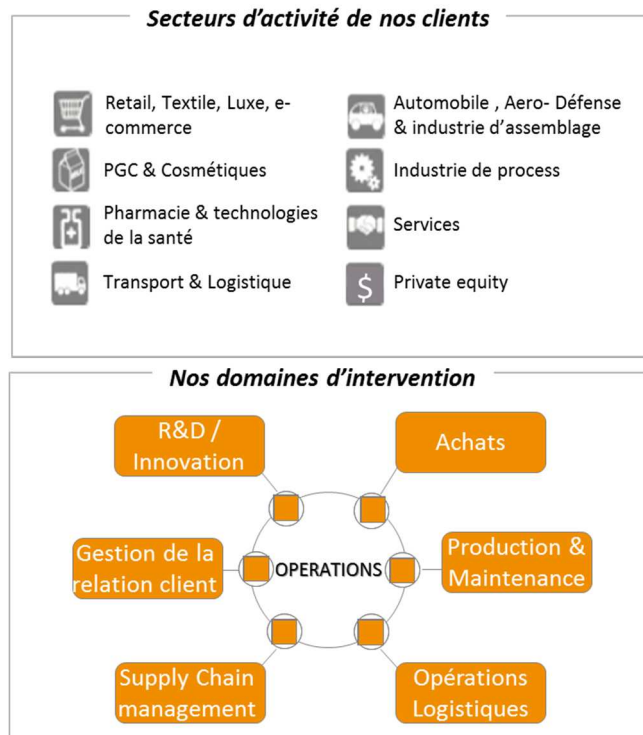 Secteurs d’activité de nos clients
Retail, Textile, Luxe, e-
commerce
PGC & Cosmétiques
Pharmacie & technologies
de la santé
Transport & Logistique
Automobile , Aero- Défense
& industrie d’assemblage
Industrie de process
Services
$ Private equity
Nos domaines d’intervention
R&D /
Innovation
Achats
Gestion de la
relation client
OPERATIONS
Production &
Maintenance
Supply Chain
management
Opérations
Logistiques